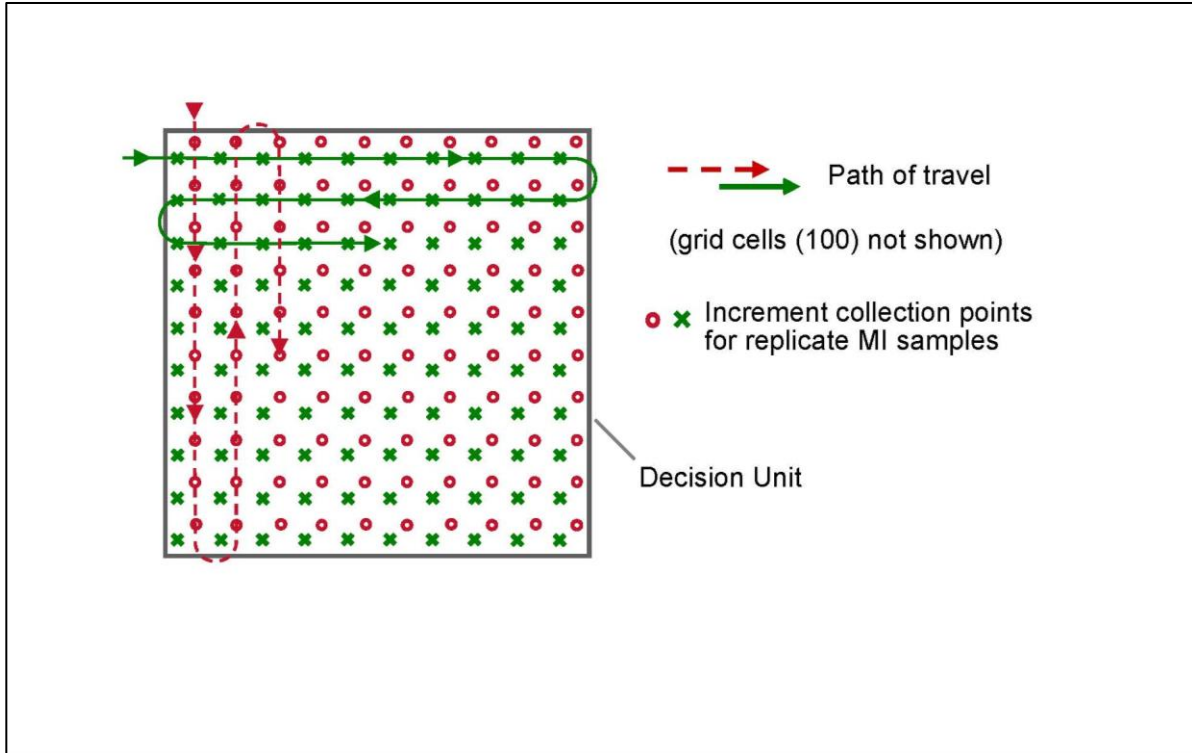 Path of travel
(grid cells (100) not shown)
Increment collection points
for replicate MI samples
Decision Unit